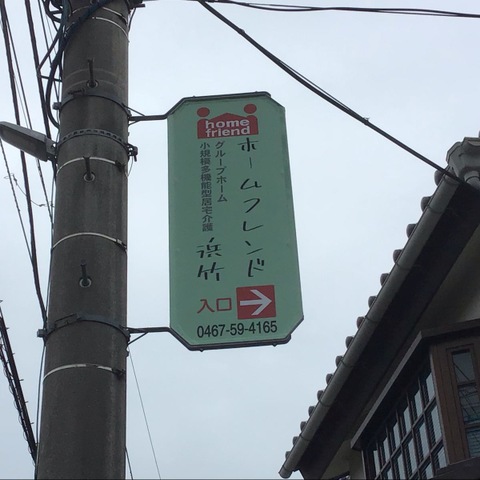 home
friend
ホームフレンド
浜竹
グループホーム
小規模多機能型居宅介護
入口
0467-59-4165